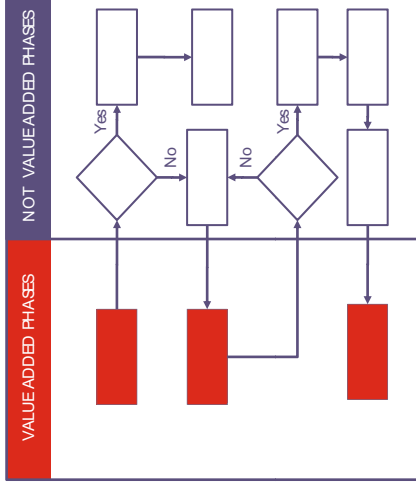 NOT VALUE ADDED PHASES
VALUE ADDED PHASES
Yes
No
No
Yes